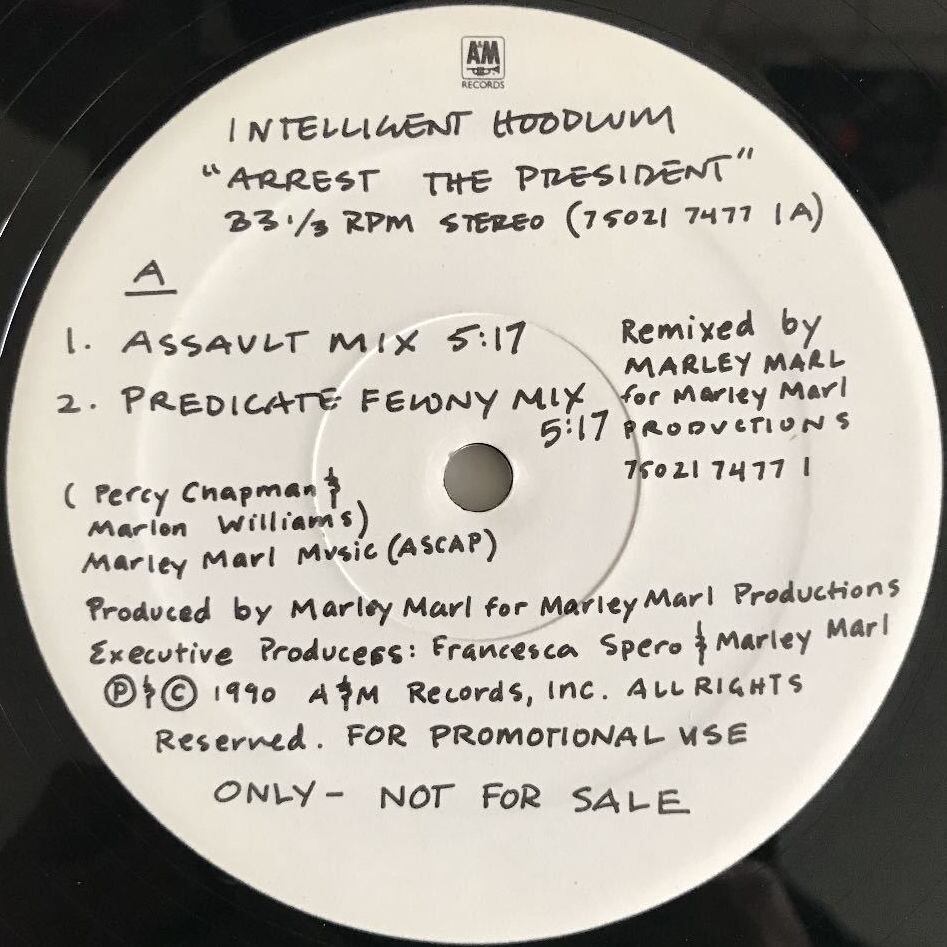 A&M
RECORDS
INTELLIGENT HOODLUM
"ARREST THE PRESIDENT"
33 1/3 RPM STEREO (75021 7477 1A)
A
1. ASSAULT MIX 5:17
2. PREDICATE FELONY MIX
5:17
Remixed by
MARLEY MARL
for Marley Marl
PRODUCTIONS
75021 7477 1
(Percy Chapman &
Marlon Williams)
Marley Marl Music (ASCAP)
Produced by Marley Marl for Marley Marl Productions
Executive Producers: Francesca Spero & Marley Marl
Ⓟ & © 1990 A&M Records, Inc. ALL RIGHTS
Reserved. FOR PROMOTIONAL USE
ONLY - NOT FOR SALE